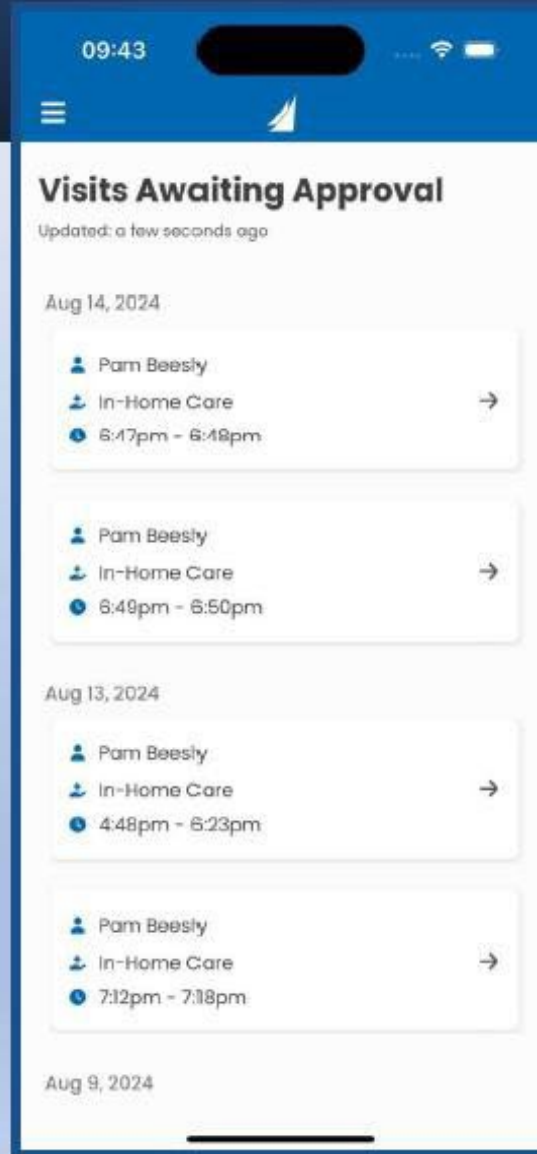 09:43
Visits Awaiting Approval
Updated: a few seconds ago
Aug 14, 2024
Pam Beesly
In-Home Care
6:47pm - 6:48pm
Pam Beesly
In-Home Care
6:49pm - 6:50pm
Aug 13, 2024
Pam Beesly
In-Home Care
4:48pm - 6:23pm
Pam Beesly
In-Home Care
7:12pm - 7:18pm
Aug 9, 2024